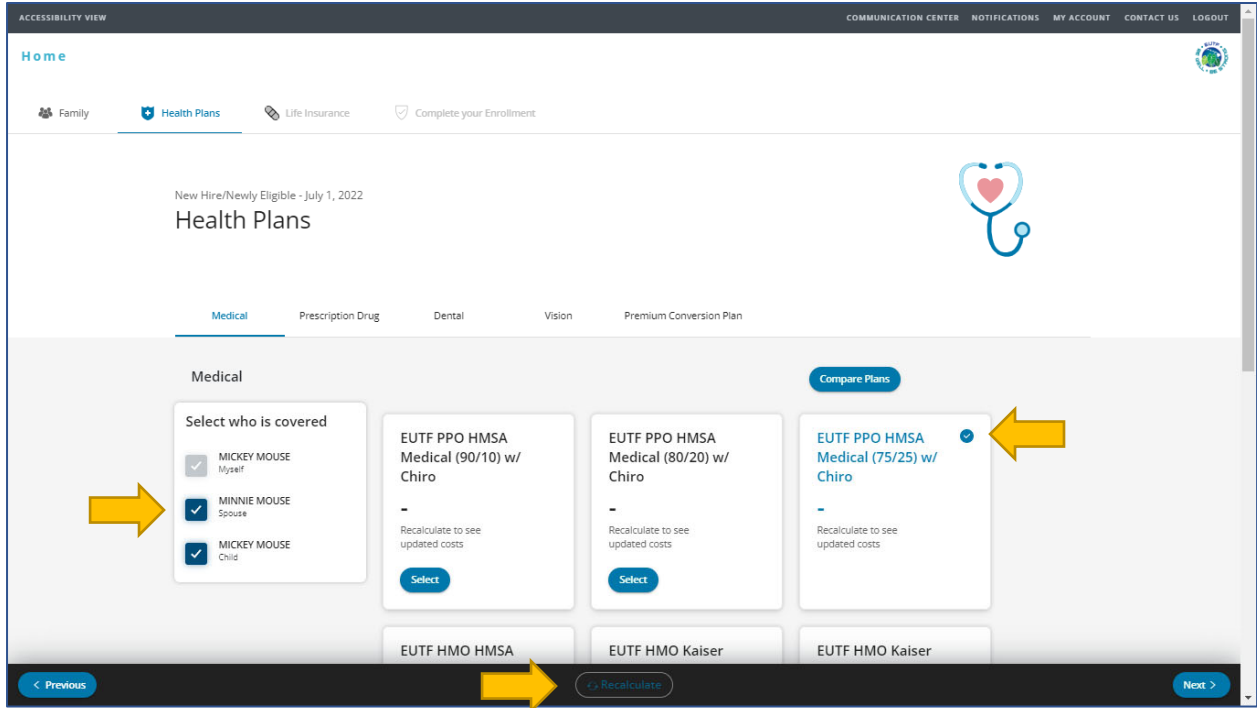 ACCESSIBILITY VIEW
COMMUNICATION CENTER NOTIFICATIONS MY ACCOUNT CONTACT US LOGOUT
Home
Family
Health Plans
Life Insurance
Complete your Enrollment
New Hire/Newly Eligible - July 1, 2022
Health Plans
Medical
Prescription Drug
Dental
Vision
Premium Conversion Plan
Medical
Compare Plans
Select who is covered
MICKEY MOUSE
Myself
MINNIE MOUSE
Spouse
MICKEY MOUSE
Child
EUTF PPO HMSA
Medical (90/10) w/
Chiro
-
Recalculate to see
updated costs
Select
EUTF PPO HMSA
Medical (80/20) w/
Chiro
-
Recalculate to see
updated costs
Select
EUTF PPO HMSA
Medical (75/25) w/
Chiro
-
Recalculate to see
updated costs
EUTF HMO HMSA
EUTF HMO Kaiser
EUTF HMO Kaiser
< Previous
Recalculate
Next >